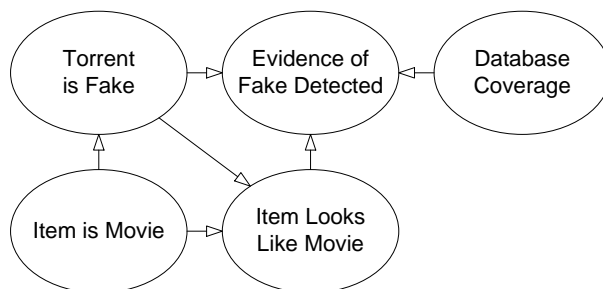 Torrent
is Fake
Evidence of
Fake Detected
Database
Coverage
Item is Movie
Item Looks
Like Movie